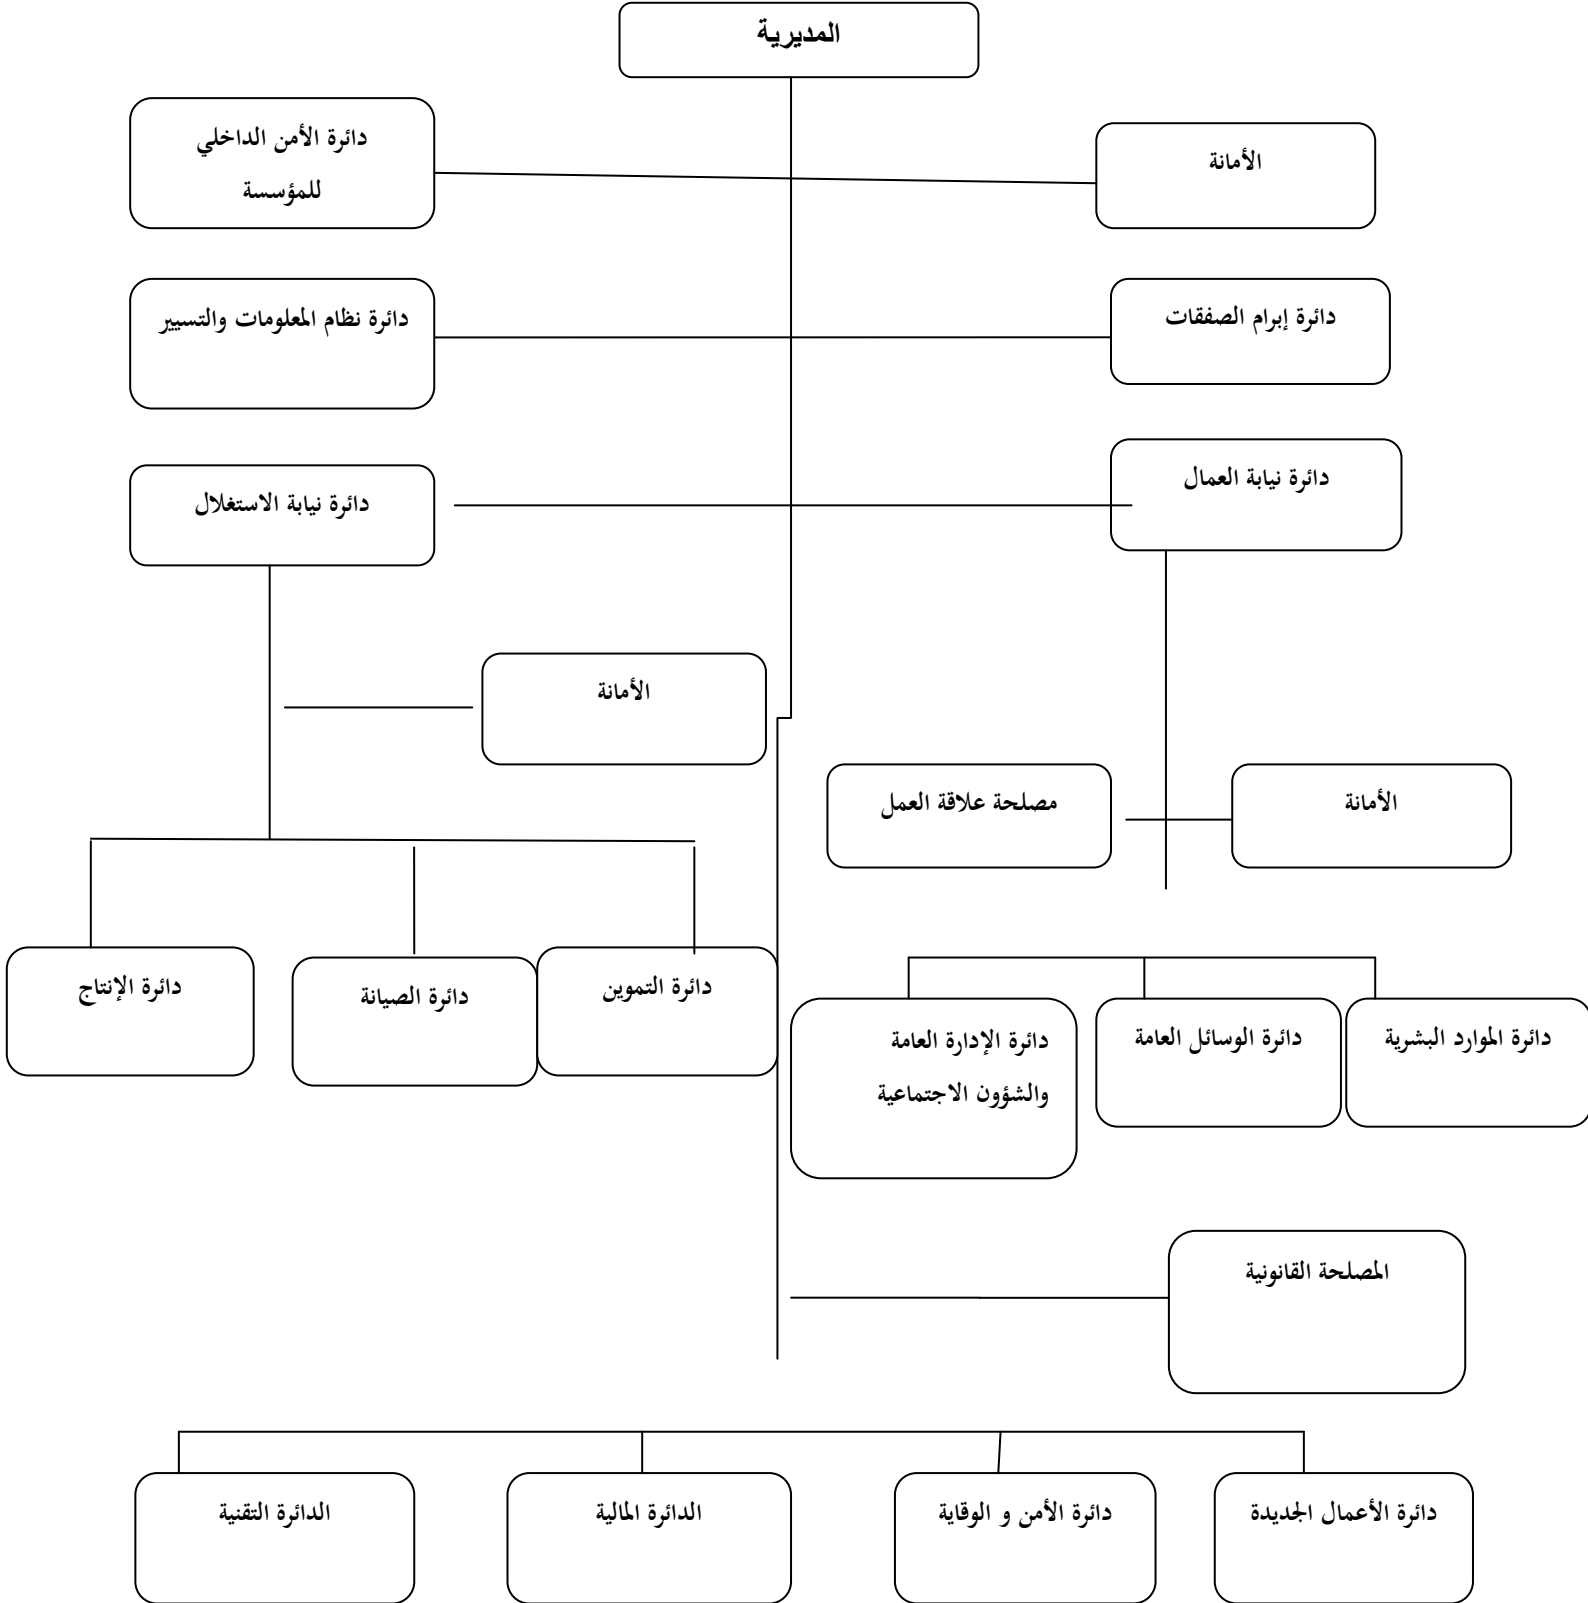 المديرية
الأمانة
دائرة الأمن الداخلي
للمؤسسة
دائرة إبرام الصفقات
دائرة نظام المعلومات والتسيير
دائرة نيابة العمال
دائرة نيابة الاستغلال
الأمانة
الأمانة
مصلحة علاقة العمل
دائرة التموين
دائرة الصيانة
دائرة الإنتاج
دائرة الموارد البشرية
دائرة الوسائل العامة
دائرة الإدارة العامة
والشؤون الاجتماعية
المصلحة القانونية
دائرة الأعمال الجديدة
دائرة الأمن و الوقاية
الدائرة المالية
الدائرة التقنية